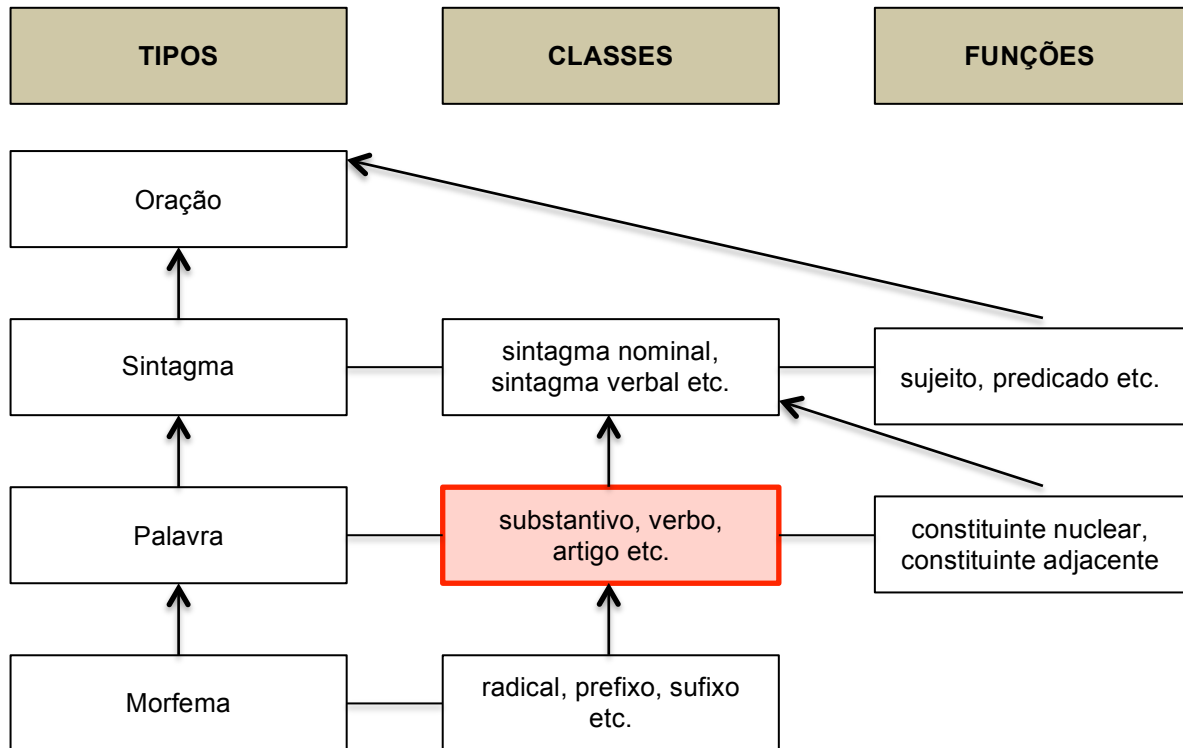 TIPOS
CLASSES
FUNÇÕES
Oração
Sintagma
sintagma nominal,
sintagma verbal etc.
sujeito, predicado etc.
Palavra
substantivo, verbo,
artigo etc.
constituinte nuclear,
constituinte adjacente
Morfema
radical, prefixo, sufixo
etc.